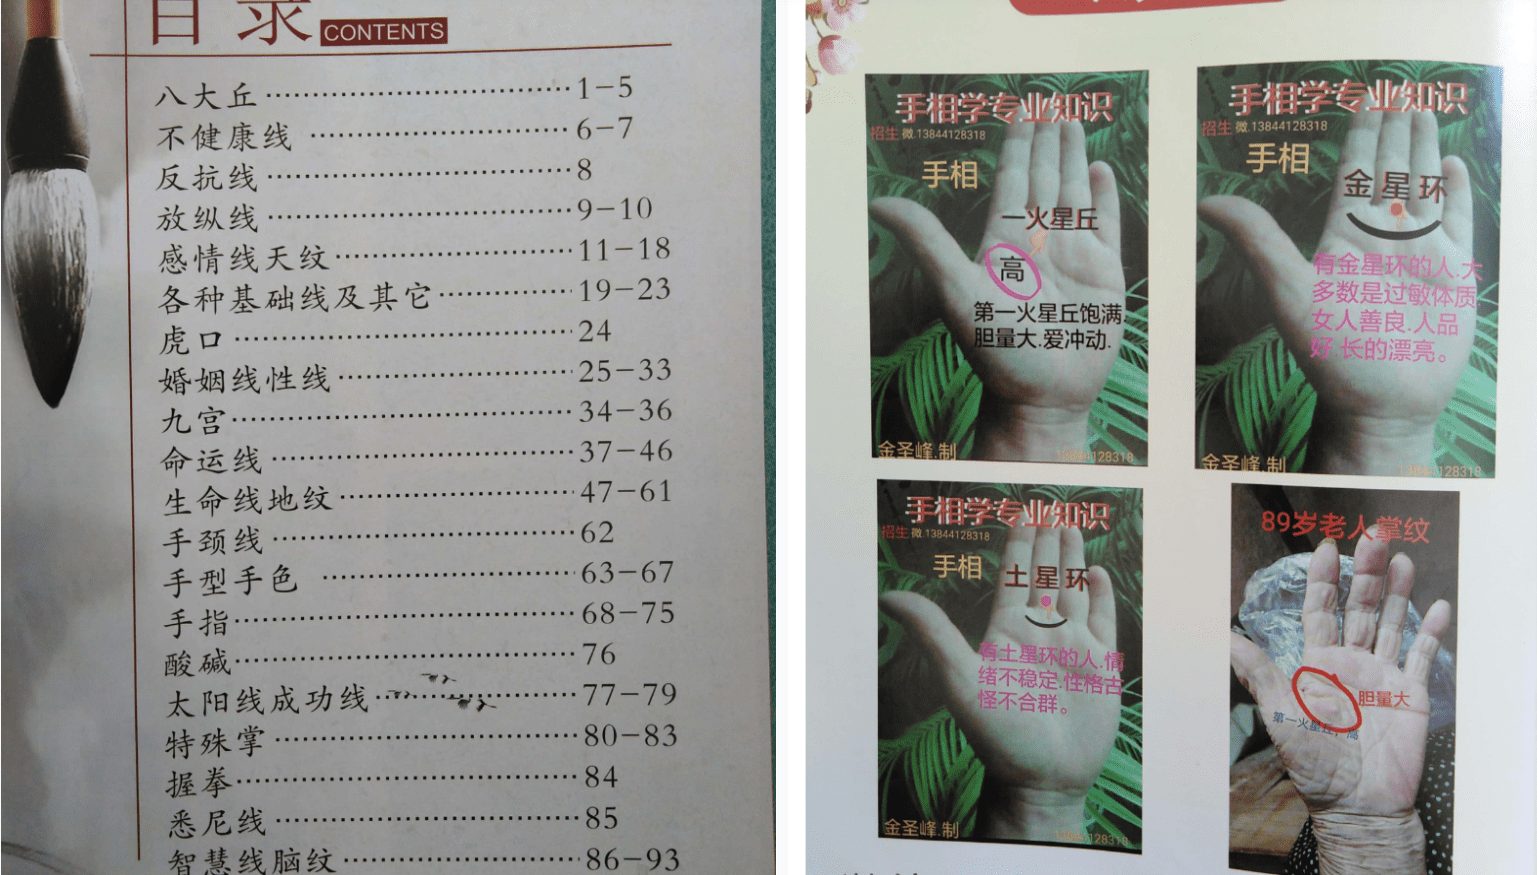 目录 CONTENTS
八大丘 1-5
不健康线 6-7
反抗线 8
放纵线 9-10
感情线天纹 11-18
各种基础线及其它 19-23
虎口 24
婚姻线性线 25-33
九宫 34-36
命运线 37-46
生命线地纹 47-61
手颈线 62
手型手色 63-67
手指 68-75
酸碱 76
太阳线成功线 77-79
特殊掌 80-83
握拳 84
悉尼线 85
智慧线脑纹 86-93
手相学专业知识
招生 微.13844128318
手相
一火星丘
高
第一火星丘饱满.
胆量大.爱冲动.
金圣峰.制
13844128318
手相学专业知识
招生 微.13844128318
手相
金星环
有金星环的人.大
多数是过敏体质
女人善良.人品
好.长的漂亮。
金圣峰.制
13844128318
手相学专业知识
招生 微.13844128318
手相
土星环
有土星环的人.情
绪不稳定.性格古
怪不合群。
金圣峰.制
13844128318
89岁老人掌纹
胆量大
第一火星丘，高